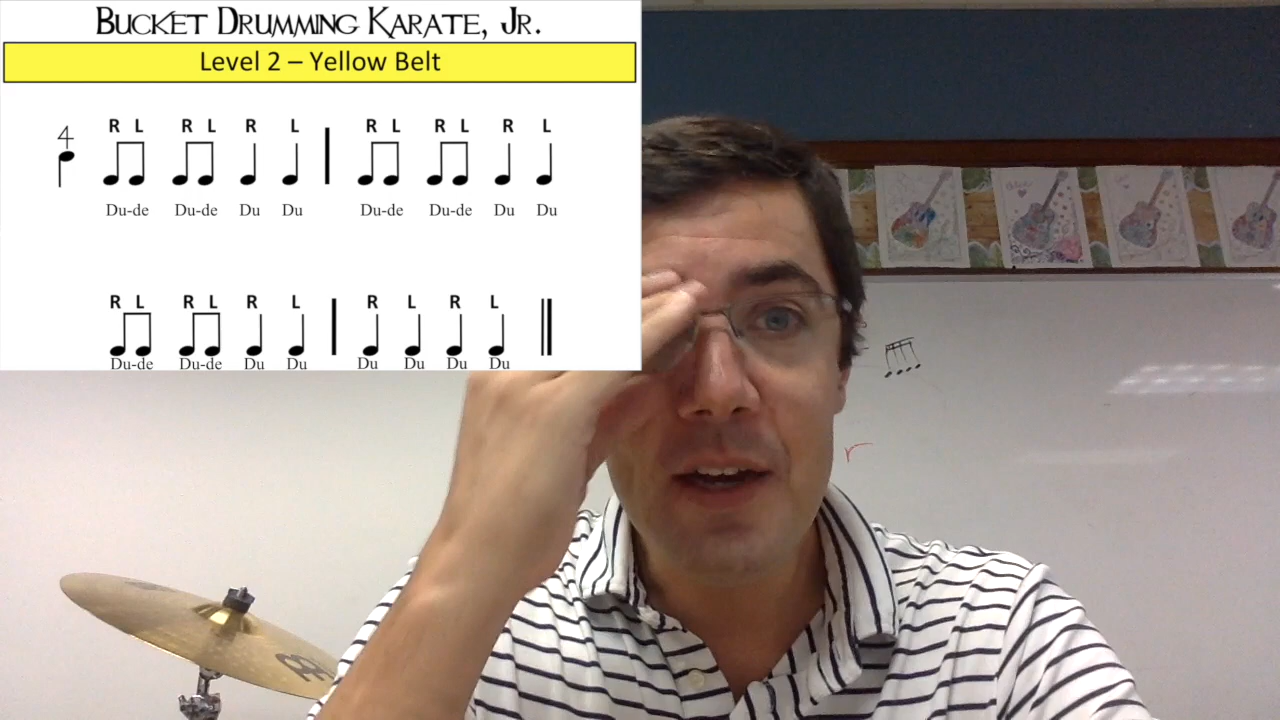 BUCKET DRUMMING KARATE, JR.
Level 2 – Yellow Belt
4 R L R L R L R L R L R L
Du-de Du-de Du Du Du-de Du-de Du Du
R L R L R L R L R L
Du-de Du-de Du Du Du Du Du Du
r